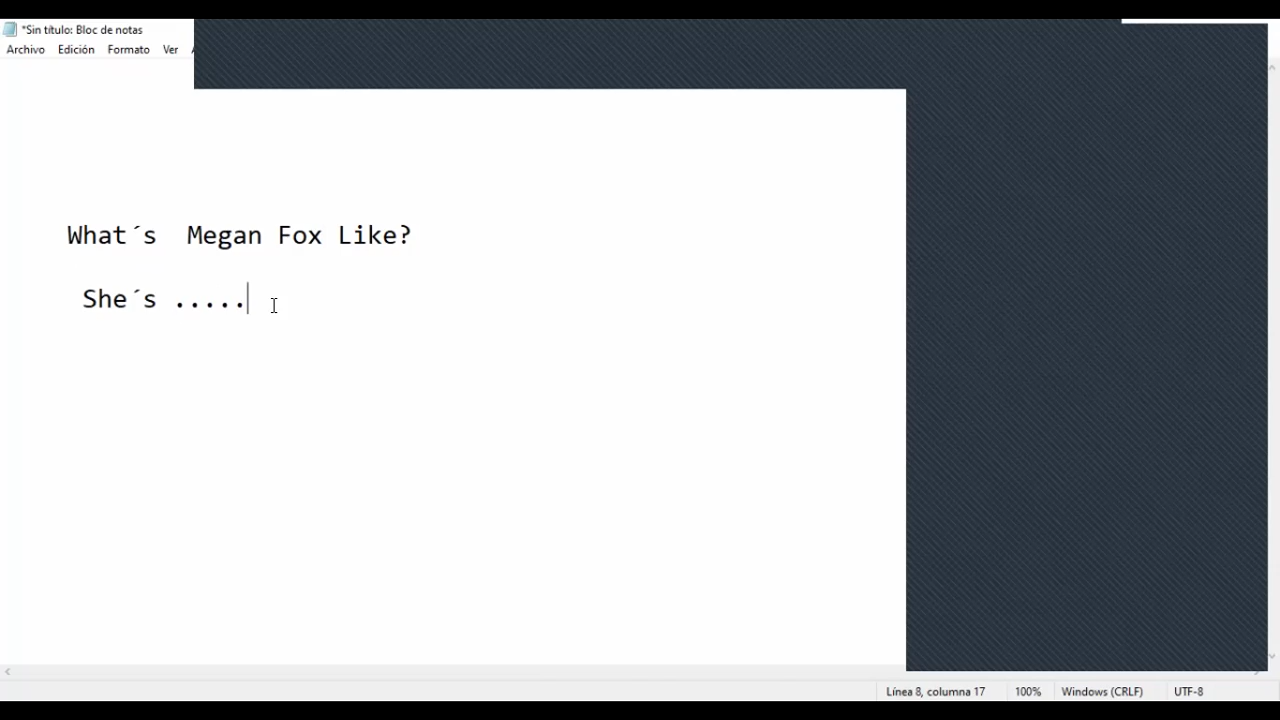 *Sin título: Bloc de notas
Archivo Edición Formato Ver
What´s  Megan Fox Like?
She´s .....
Línea 8, columna 17 100% Windows (CRLF) UTF-8